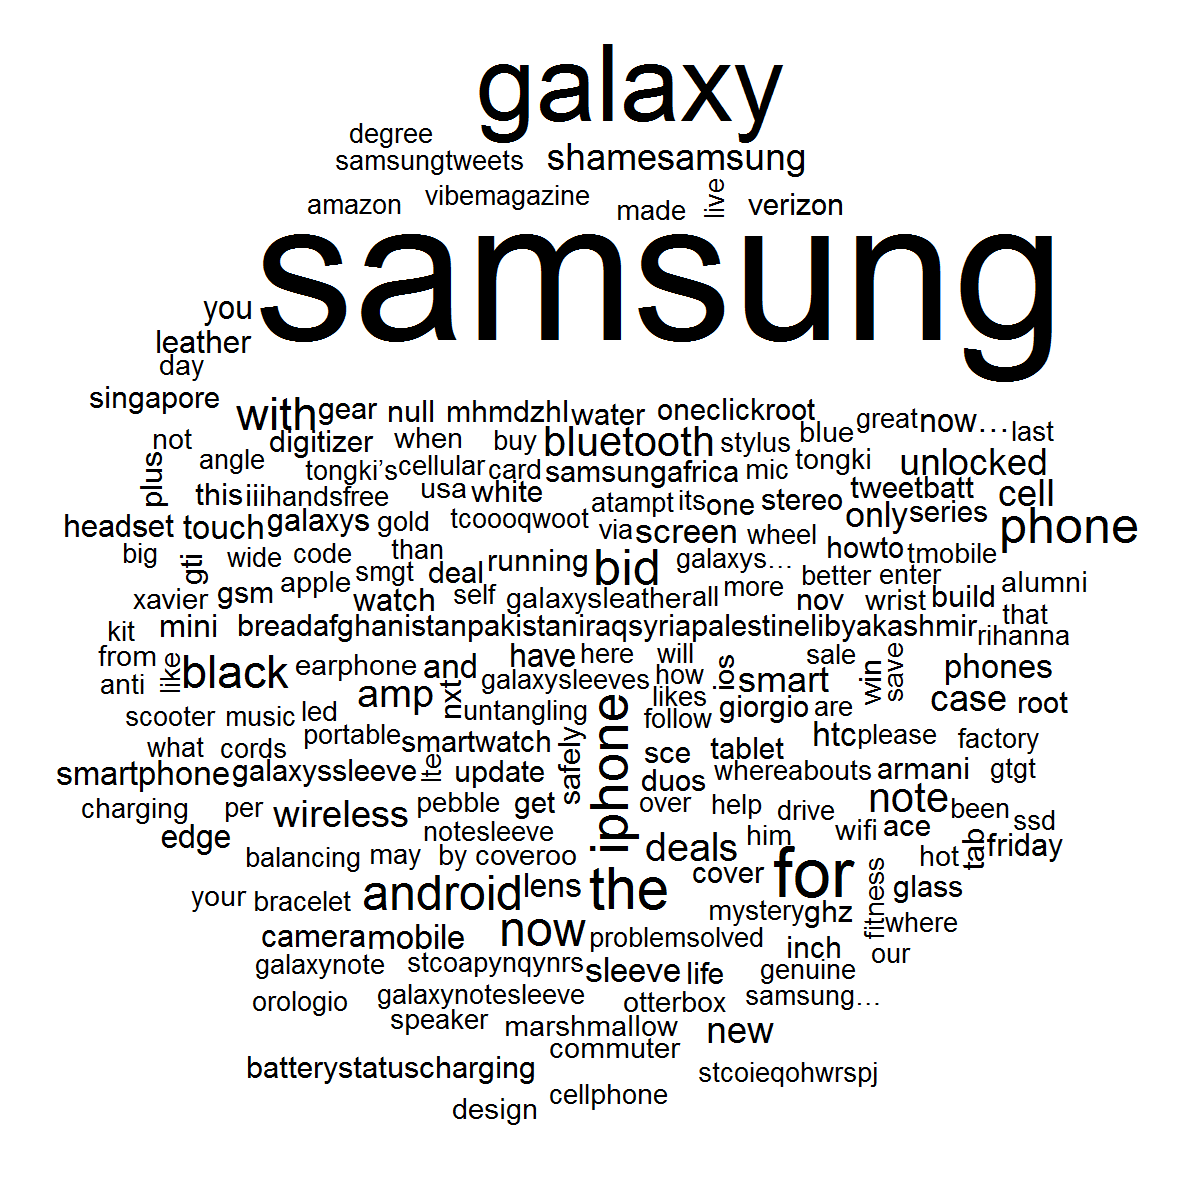 galaxy
degree
samsungtweets shamesamsung
amazon vibemagazine made live verizon
samsung
you
leather
day
singapore
with gear null mhmdzhl water oneclickroot great now… last
not digitizer when buy bluetooth stylus blue
plus angle tongki’s cellular card samsungafrica mic tongki unlocked
this iii handsfree usa white atampt its one stereo tweetbatt cell
headset touch galaxys gold tcoooqwoot via screen wheel only series phone
big gti wide code than running bid galaxys… howto tmobile
xavier gsm apple smgt deal self galaxysleather all more better enter alumni
watch nov wrist build that
kit mini breadafghanistanpakistaniraqsyriapalestinelibyakashmir rihanna
from like black earphone and have here will ios sale win save phones
anti amp nxt galaxysleeves how smart case root
scooter music led untangling iphone likes giorgio are
portable follow
what cords smartwatch safely sce tablet htc please factory
smartphone galaxyssleeve lte update duos whereabouts armani gtgt
charging per wireless pebble get over help drive note been ssd
edge notesleeve him wifi ace tab friday
balancing may by coveroo deals hot
your bracelet android lens the cover for fitness glass
camera mobile now problemsolved mystery ghz where
galaxynote stcoapynqynrs sleeve life inch genuine our
orologio galaxynotesleeve otterbox samsung…
speaker marshmallow new
commuter
batterystatuscharging stcoieqohwrspj
cellphone
design